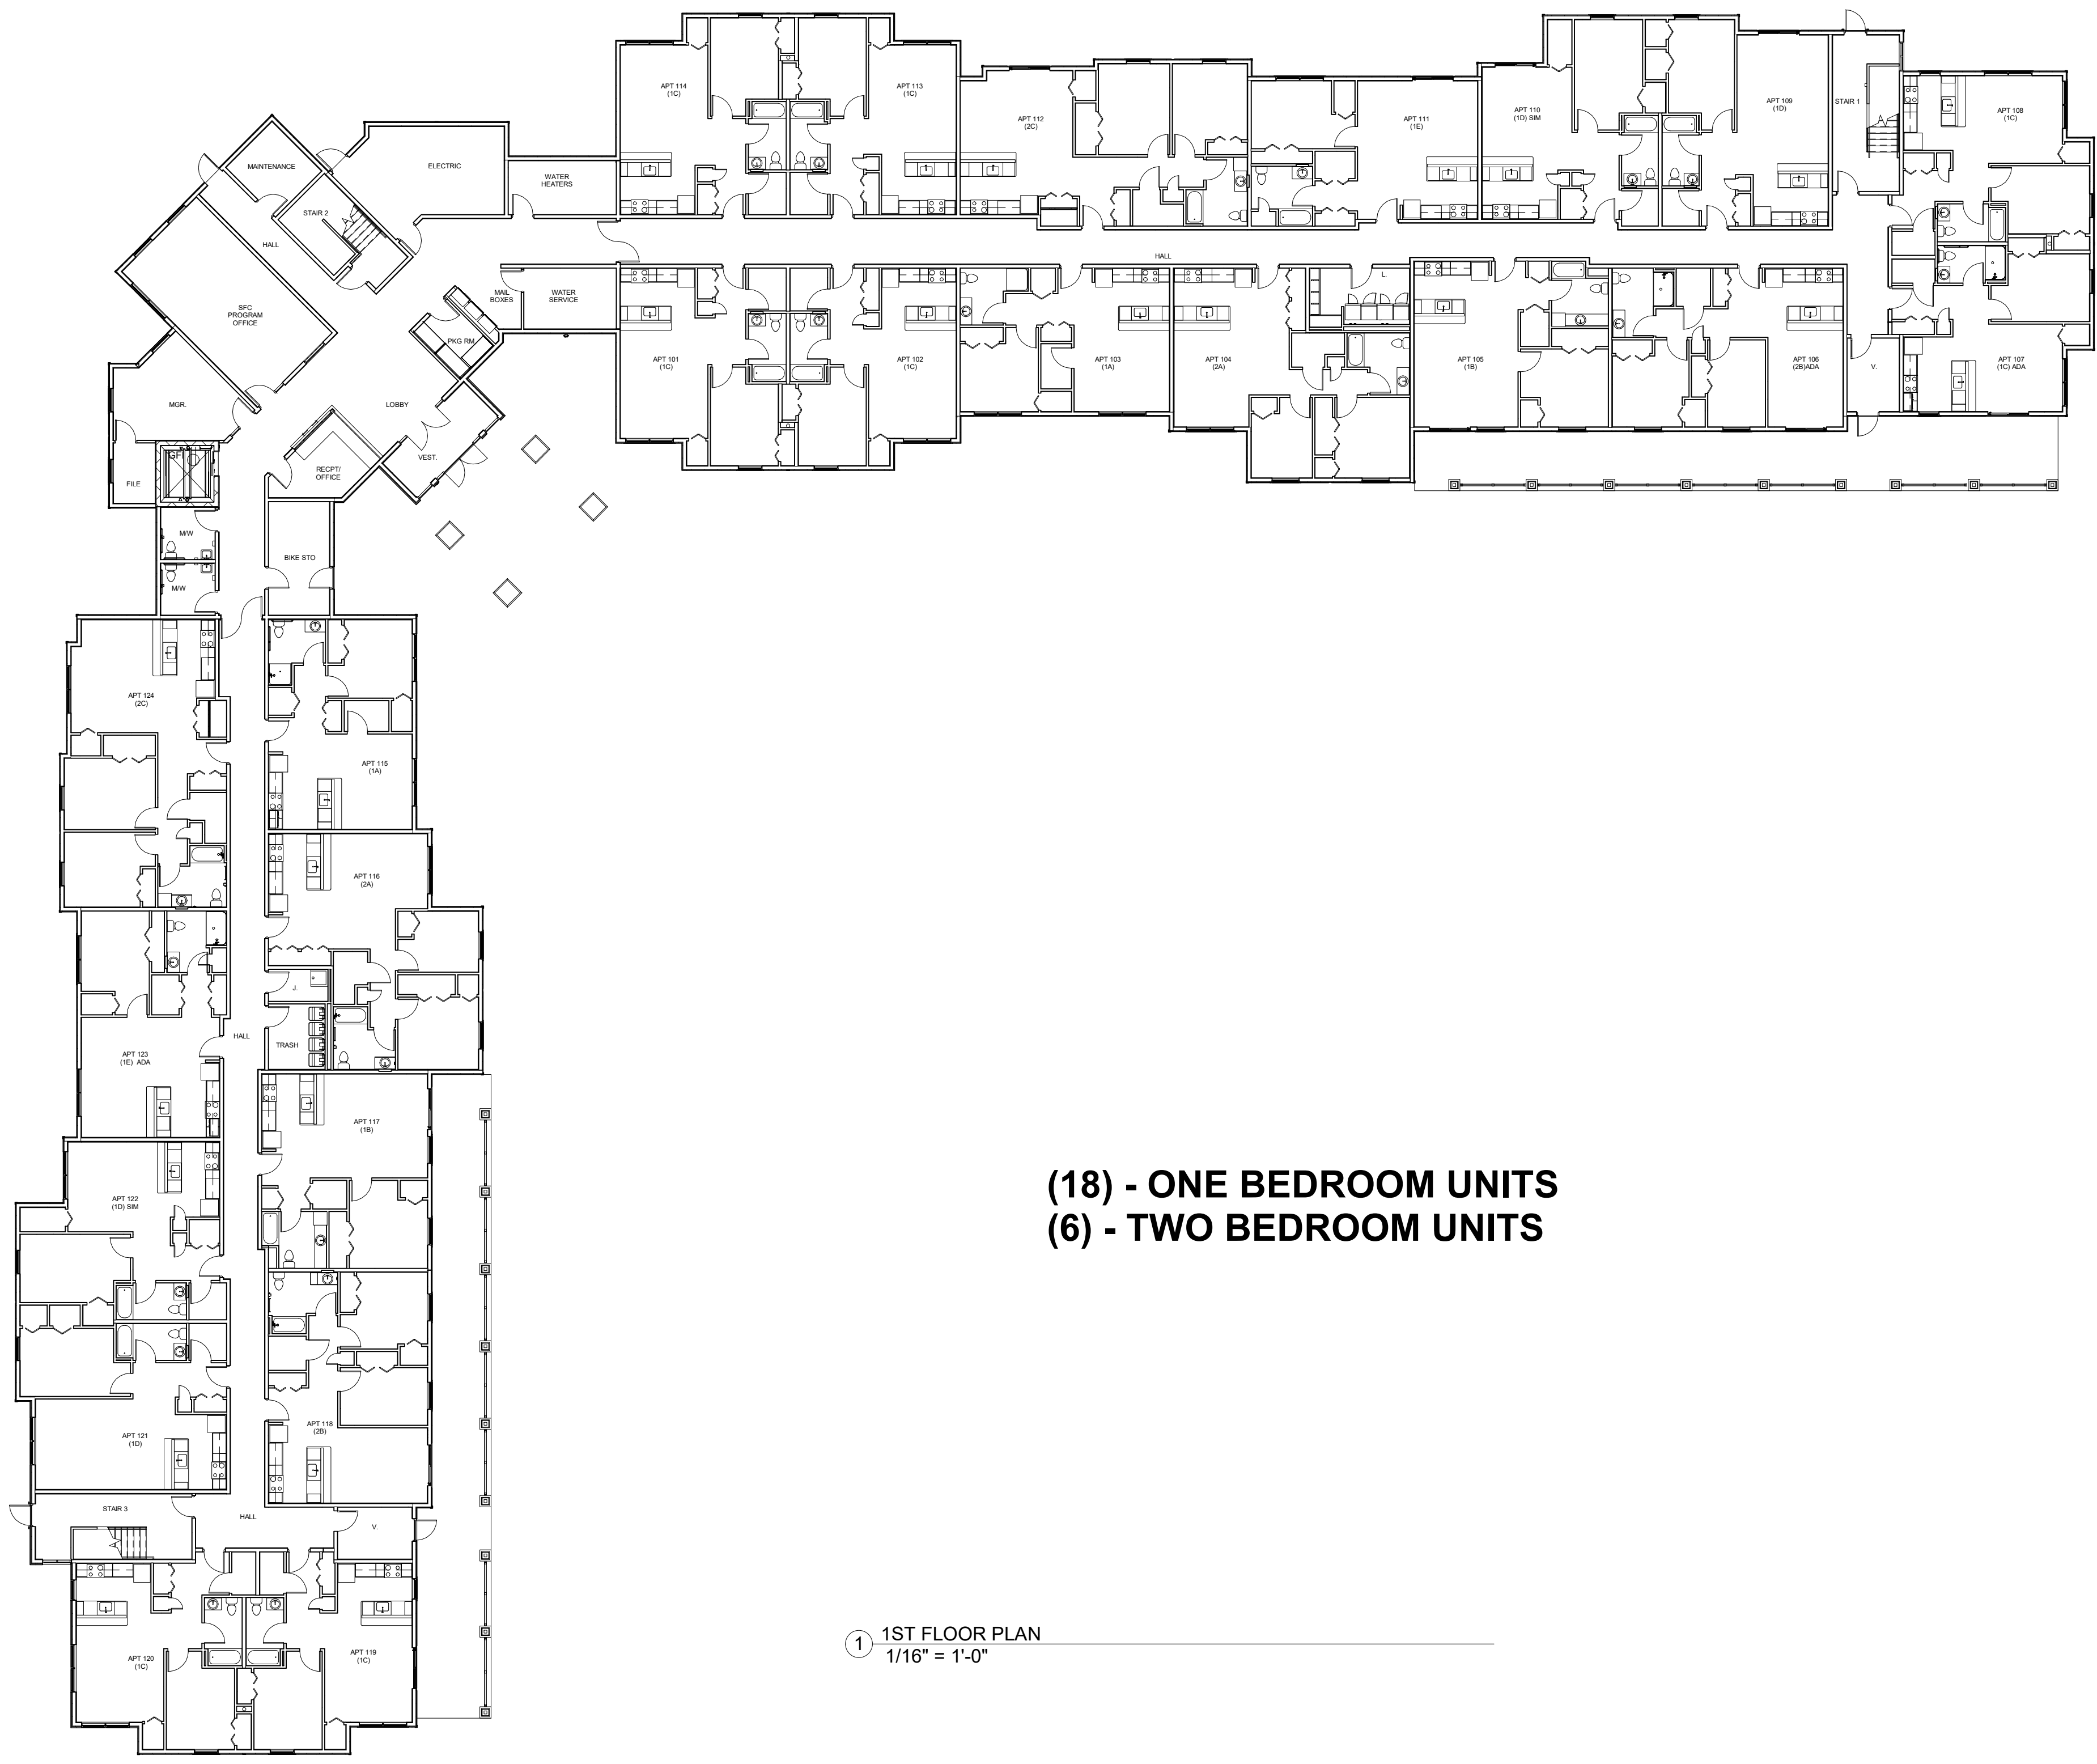 APT 114
(1C)
APT 113
(1C)
APT 112
(2C)
APT 111
(1E)
APT 110
(1D) SIM
APT 109
(1D)
STAIR 1
APT 108
(1C)
MAINTENANCE
ELECTRIC
WATER
HEATERS
STAIR 2
HALL
HALL
SFC
PROGRAM
OFFICE
MAIL
BOXES
WATER
SERVICE
L.
PKG RM.
APT 101
(1C)
APT 102
(1C)
APT 103
(1A)
APT 104
(2A)
APT 105
(1B)
APT 106
(2B)ADA
V.
APT 107
(1C) ADA
MGR.
LOBBY
VEST.
GF
RECPT/
OFFICE
FILE
M/W
BIKE STO
M/W
APT 124
(2C)
APT 115
(1A)
APT 116
(2A)
J.
HALL
TRASH
APT 123
(1E) ADA
APT 117
(1B)
APT 122
(1D) SIM
(18) - ONE BEDROOM UNITS
(6) - TWO BEDROOM UNITS
APT 118
(2B)
APT 121
(1D)
STAIR 3
HALL
V.
APT 120
(1C)
APT 119
(1C)
1
1ST FLOOR PLAN
1/16" = 1'-0"